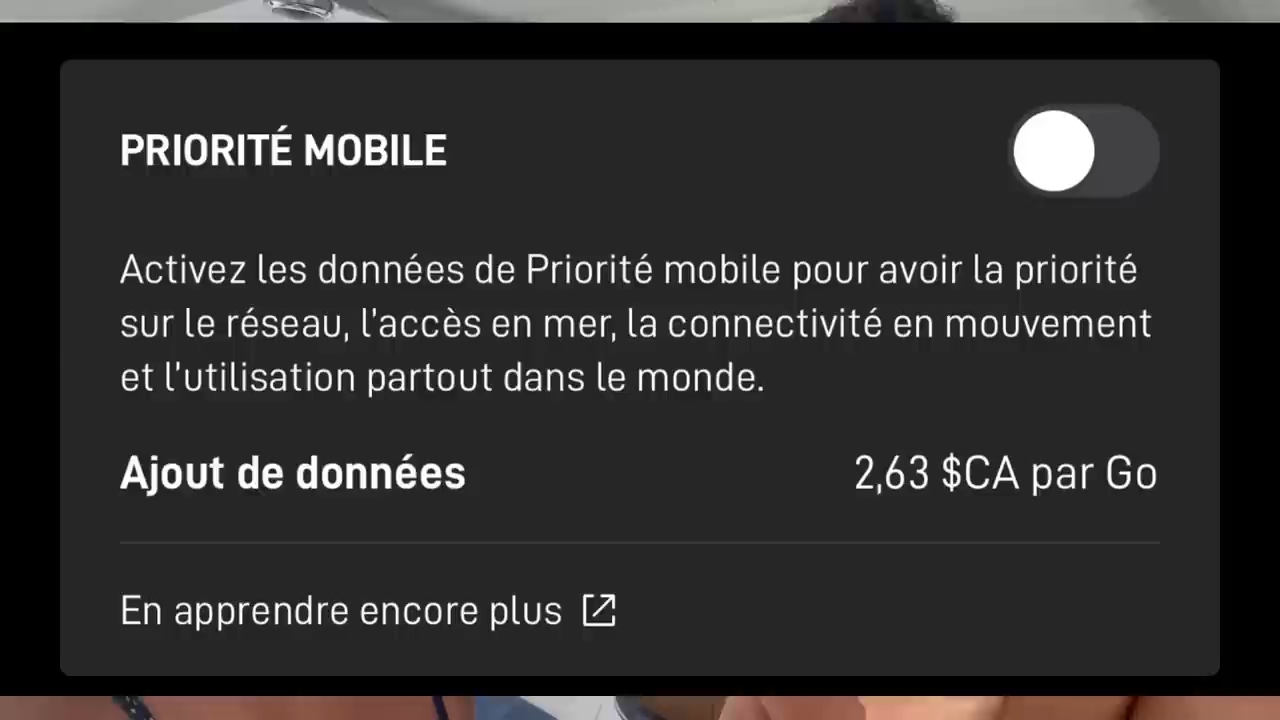 PRIORITÉ MOBILE
Activez les données de Priorité mobile pour avoir la priorité
sur le réseau, l'accès en mer, la connectivité en mouvement
et l'utilisation partout dans le monde.
Ajout de données 2,63 $CA par Go
En apprendre encore plus